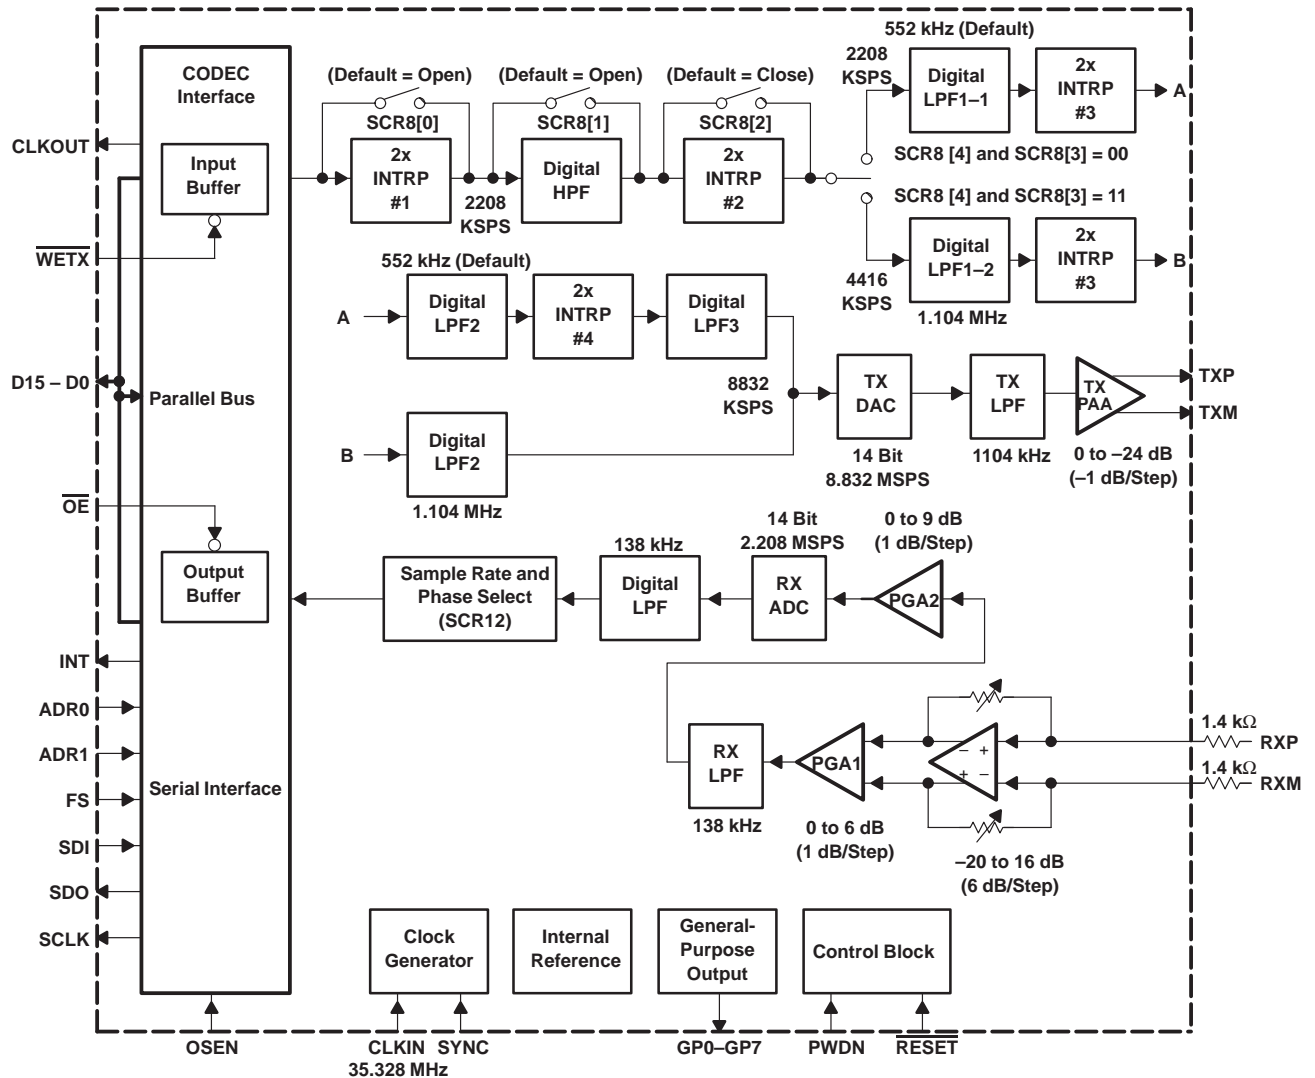 552 kHz (Default)
2208
KSPS
Digital
LPF1–1
2x
INTRP
#3
A
CODEC
Interface
(Default = Open)
(Default = Open)
(Default = Close)
SCR8[0]
SCR8[1]
SCR8[2]
CLKOUT
Input
Buffer
2x
INTRP
#1
2208
KSPS
Digital
HPF
2x
INTRP
#2
SCR8 [4] and SCR8[3] = 00
SCR8 [4] and SCR8[3] = 11
WETX
4416
KSPS
Digital
LPF1–2
2x
INTRP
#3
B
1.104 MHz
552 kHz (Default)
A
Digital
LPF2
2x
INTRP
#4
Digital
LPF3
D15 – D0
Parallel Bus
8832
KSPS
TX
DAC
TX
LPF
TX
PAA
TXP
TXM
B
Digital
LPF2
1.104 MHz
14 Bit
8.832 MSPS
1104 kHz
0 to –24 dB
(–1 dB/Step)
OE
Output
Buffer
Sample Rate and
Phase Select
(SCR12)
138 kHz
Digital
LPF
14 Bit
2.208 MSPS
RX
ADC
0 to 9 dB
(1 dB/Step)
PGA2
INT
ADR0
ADR1
FS
SDI
SDO
SCLK
Serial Interface
RX
LPF
138 kHz
PGA1
0 to 6 dB
(1 dB/Step)
– +
+ –
–20 to 16 dB
(6 dB/Step)
1.4 kΩ
RXP
1.4 kΩ
RXM
Clock
Generator
Internal
Reference
General-
Purpose
Output
Control Block
OSEN
CLKIN
35.328 MHz
SYNC
GP0–GP7
PWDN
RESET